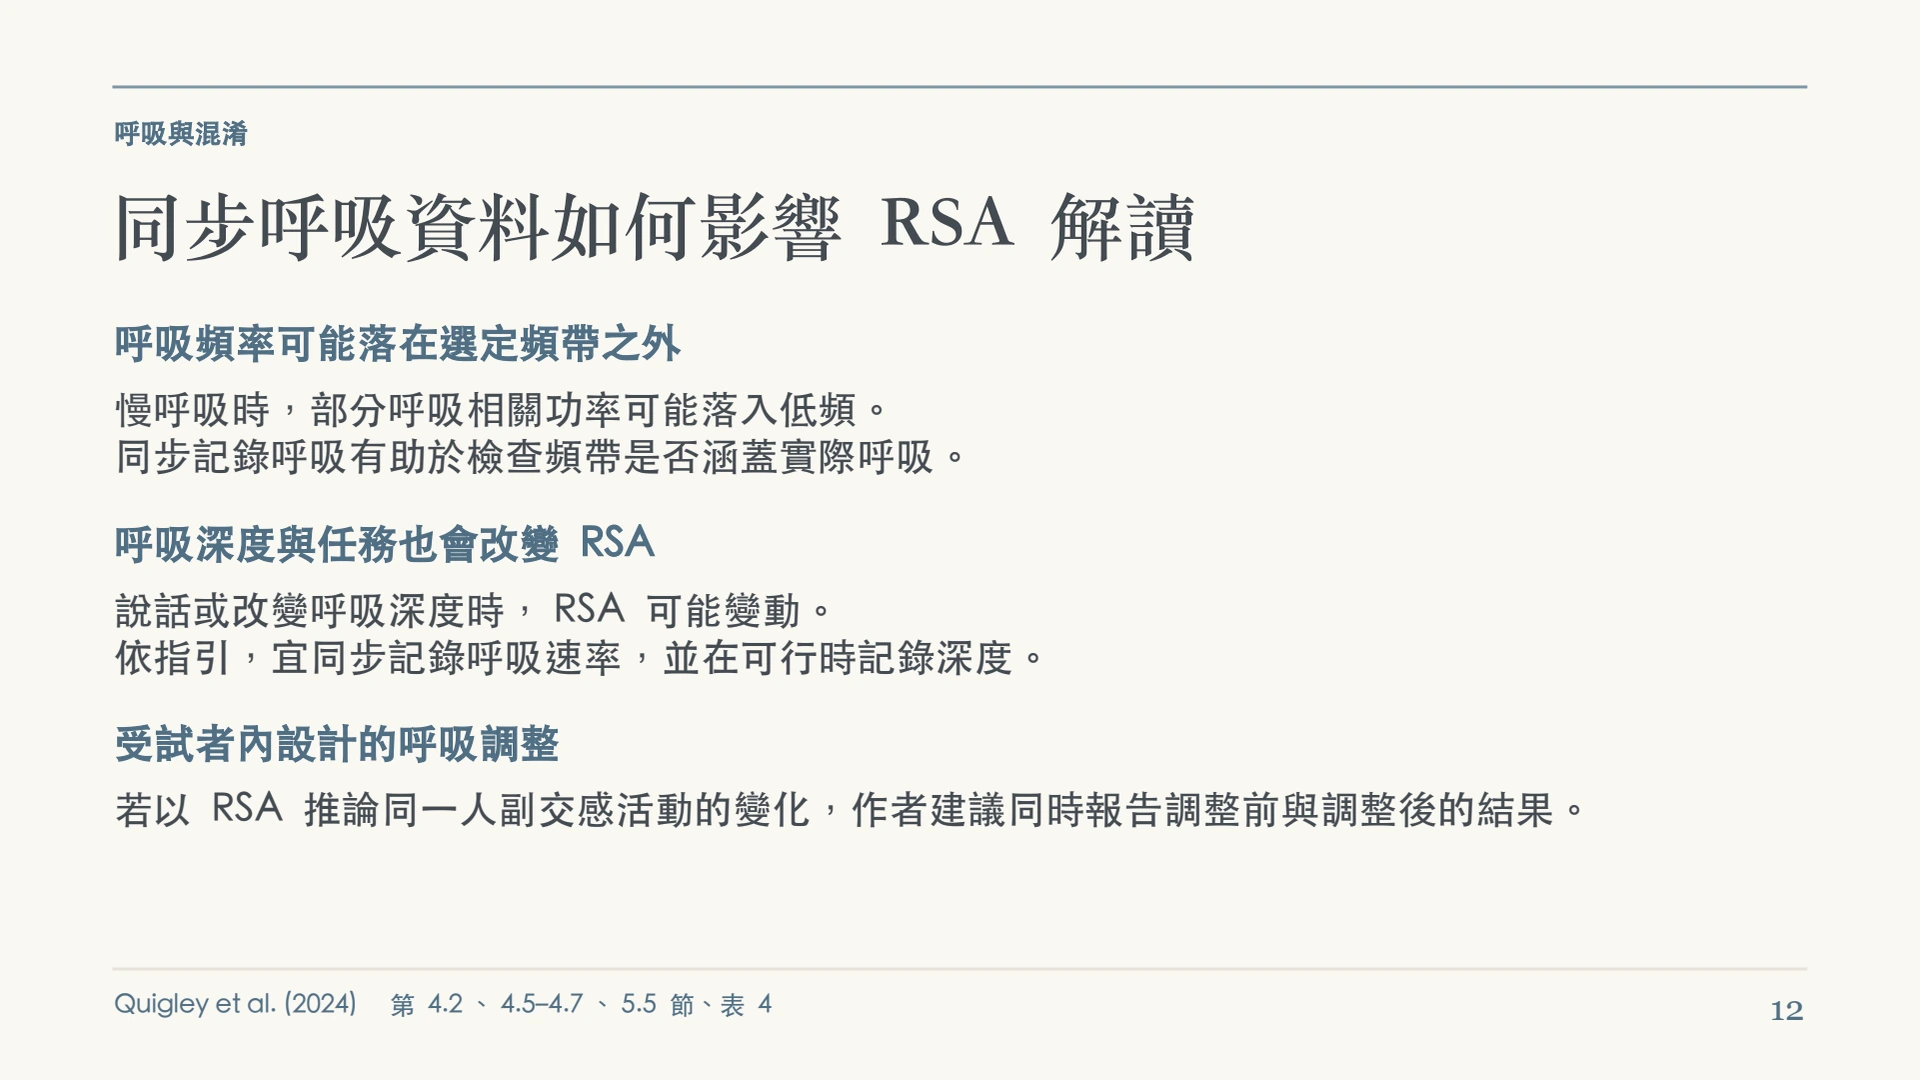 呼吸與混淆
同步呼吸資料如何影響 RSA 解讀
呼吸頻率可能落在選定頻帶之外
慢呼吸時，部分呼吸相關功率可能落入低頻。
同步記錄呼吸有助於檢查頻帶是否涵蓋實際呼吸。
呼吸深度與任務也會改變 RSA
說話或改變呼吸深度時，RSA 可能變動。
依指引，宜同步記錄呼吸速率，並在可行時記錄深度。
受試者內設計的呼吸調整
若以 RSA 推論同一人副交感活動的變化，作者建議同時報告調整前與調整後的結果。
Quigley et al. (2024) 第 4.2、4.5–4.7、5.5 節、表 4
12